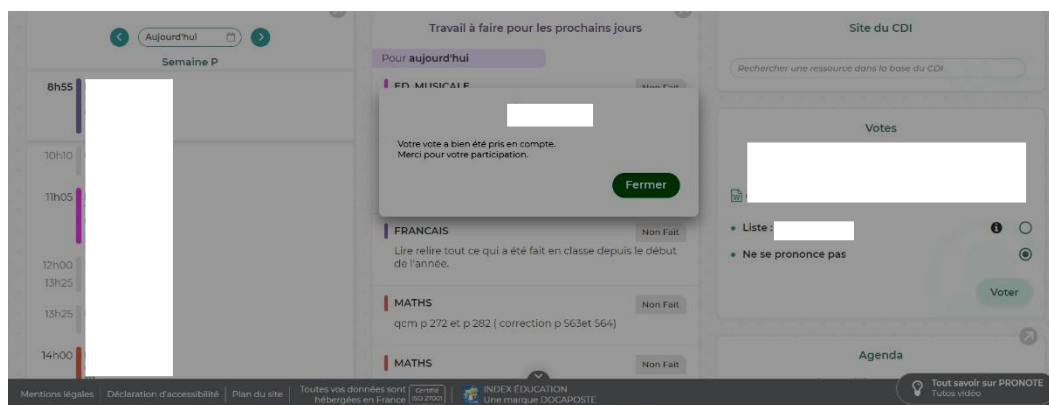 Aujourd'hui
Semaine P
8h55
10h10
11h05
12h00
13h25
13h25
14h00
Travail à faire pour les prochains jours
Pour aujourd'hui
ED. MUSICALE
Non Fait
Votre vote a bien été pris en compte.
Merci pour votre participation.
Fermer
FRANCAIS
Non Fait
Lire relire tout ce qui a été fait en classe depuis le début
de l'année.
MATHS
Non Fait
qcm p 272 et p 282 ( correction p 563et 564)
MATHS
Non Fait
Site du CDI
Rechercher une ressource dans la base du CDI
Votes
Liste :
Ne se prononce pas
Voter
Agenda
Mentions légales | Déclaration d'accessibilité | Plan du site
Toutes vos données sont
hébergées en France
Certifié
ISO 27001
INDEX ÉDUCATION
Une marque DOCAPOSTE
Tout savoir sur PRONOTE
Tutos vidéo